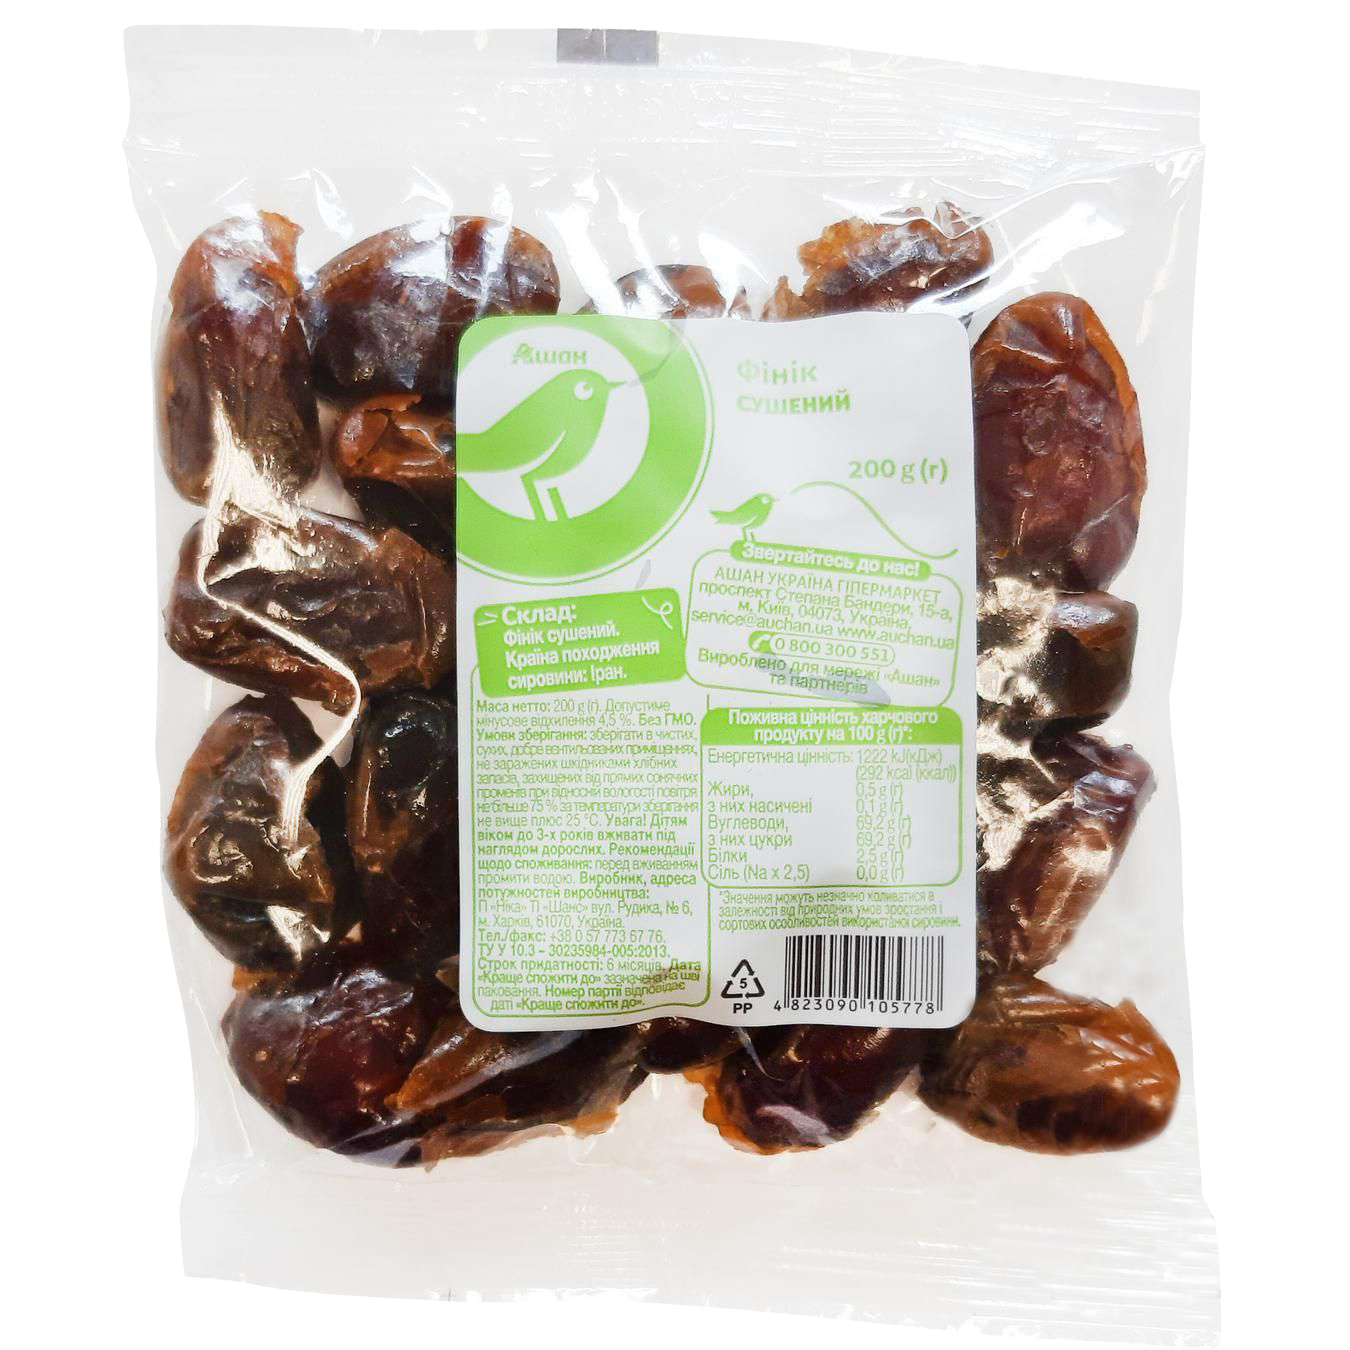 Ашан
Фінік
сушений
200 g (г)
Звертайтесь до нас!
АШАН УКРАЇНА ГІПЕРМАРКЕТ
проспект Степана Бандери, 15-а,
м. Київ, 04073, Україна,
service@auchan.ua www.auchan.ua
0 800 300 551
Вироблено для мережі «Ашан»
та партнерів
Склад:
Фінік сушений.
Країна походження
сировини: Іран.
Маса нетто: 200 g (г). Допустиме
мінусове відхилення 4,5 %. Без ГМО.
Умови зберігання: зберігати в чистих,
сухих, добре вентильованих приміщеннях,
не заражених шкідниками хлібних
запасів, захищених від прямих сонячних
променів при відносній вологості повітря
не більше 75 % за температури зберігання
не вище плюс 25 °С. Увага! Дітям
віком до 3-х років вживати під
наглядом дорослих. Рекомендації
щодо споживання: перед вживанням
промити водою. Виробник, адреса
потужностей виробництва:
П «Ніка» П «Шанс» вул. Рудика, № 6,
м. Харків, 61070, Україна.
Тел./факс: +38 0 57 773 67 76.
ТУ У 10.3 – 30235984-005:2013.
Строк придатності: 6 місяців. Дата
«Краще спожити до» зазначена на шві
паковання. Номер партії відповідає
даті «Краще спожити до».
Поживна цінність харчового
продукту на 100 g (г)*:
Енергетична цінність: 1222 kJ(кДж)
(292 kcal (ккал))
Жири, 0,5 g (г)
з них насичені 0,1 g (г)
Вуглеводи, 69,2 g (г)
з них цукри 69,2 g (г)
Білки 2,5 g (г)
Сіль (Na x 2,5) 0,0 g (г)
*Значення можуть незначно коливатися в
залежності від природних умов зростання і
сортових особливостей використаної сировини.
5
PP
4 823090 105778